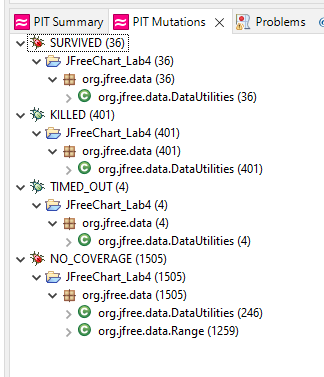 PIT Summary PIT Mutations Problems
SURVIVED (36)
JFreeChart_Lab4 (36)
org.jfree.data (36)
org.jfree.data.DataUtilities (36)
KILLED (401)
JFreeChart_Lab4 (401)
org.jfree.data (401)
org.jfree.data.DataUtilities (401)
TIMED_OUT (4)
JFreeChart_Lab4 (4)
org.jfree.data (4)
org.jfree.data.DataUtilities (4)
NO_COVERAGE (1505)
JFreeChart_Lab4 (1505)
org.jfree.data (1505)
org.jfree.data.DataUtilities (246)
org.jfree.data.Range (1259)